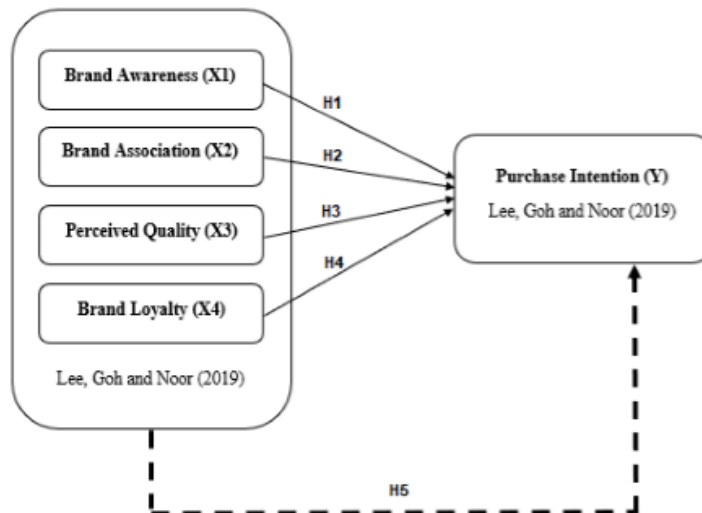 Brand Awareness (X1)
H1
Brand Association (X2)
H2
Purchase Intention (Y)
Lee, Goh and Noor (2019)
Perceived Quality (X3)
H3
H4
Brand Loyalty (X4)
Lee, Goh and Noor (2019)
H5